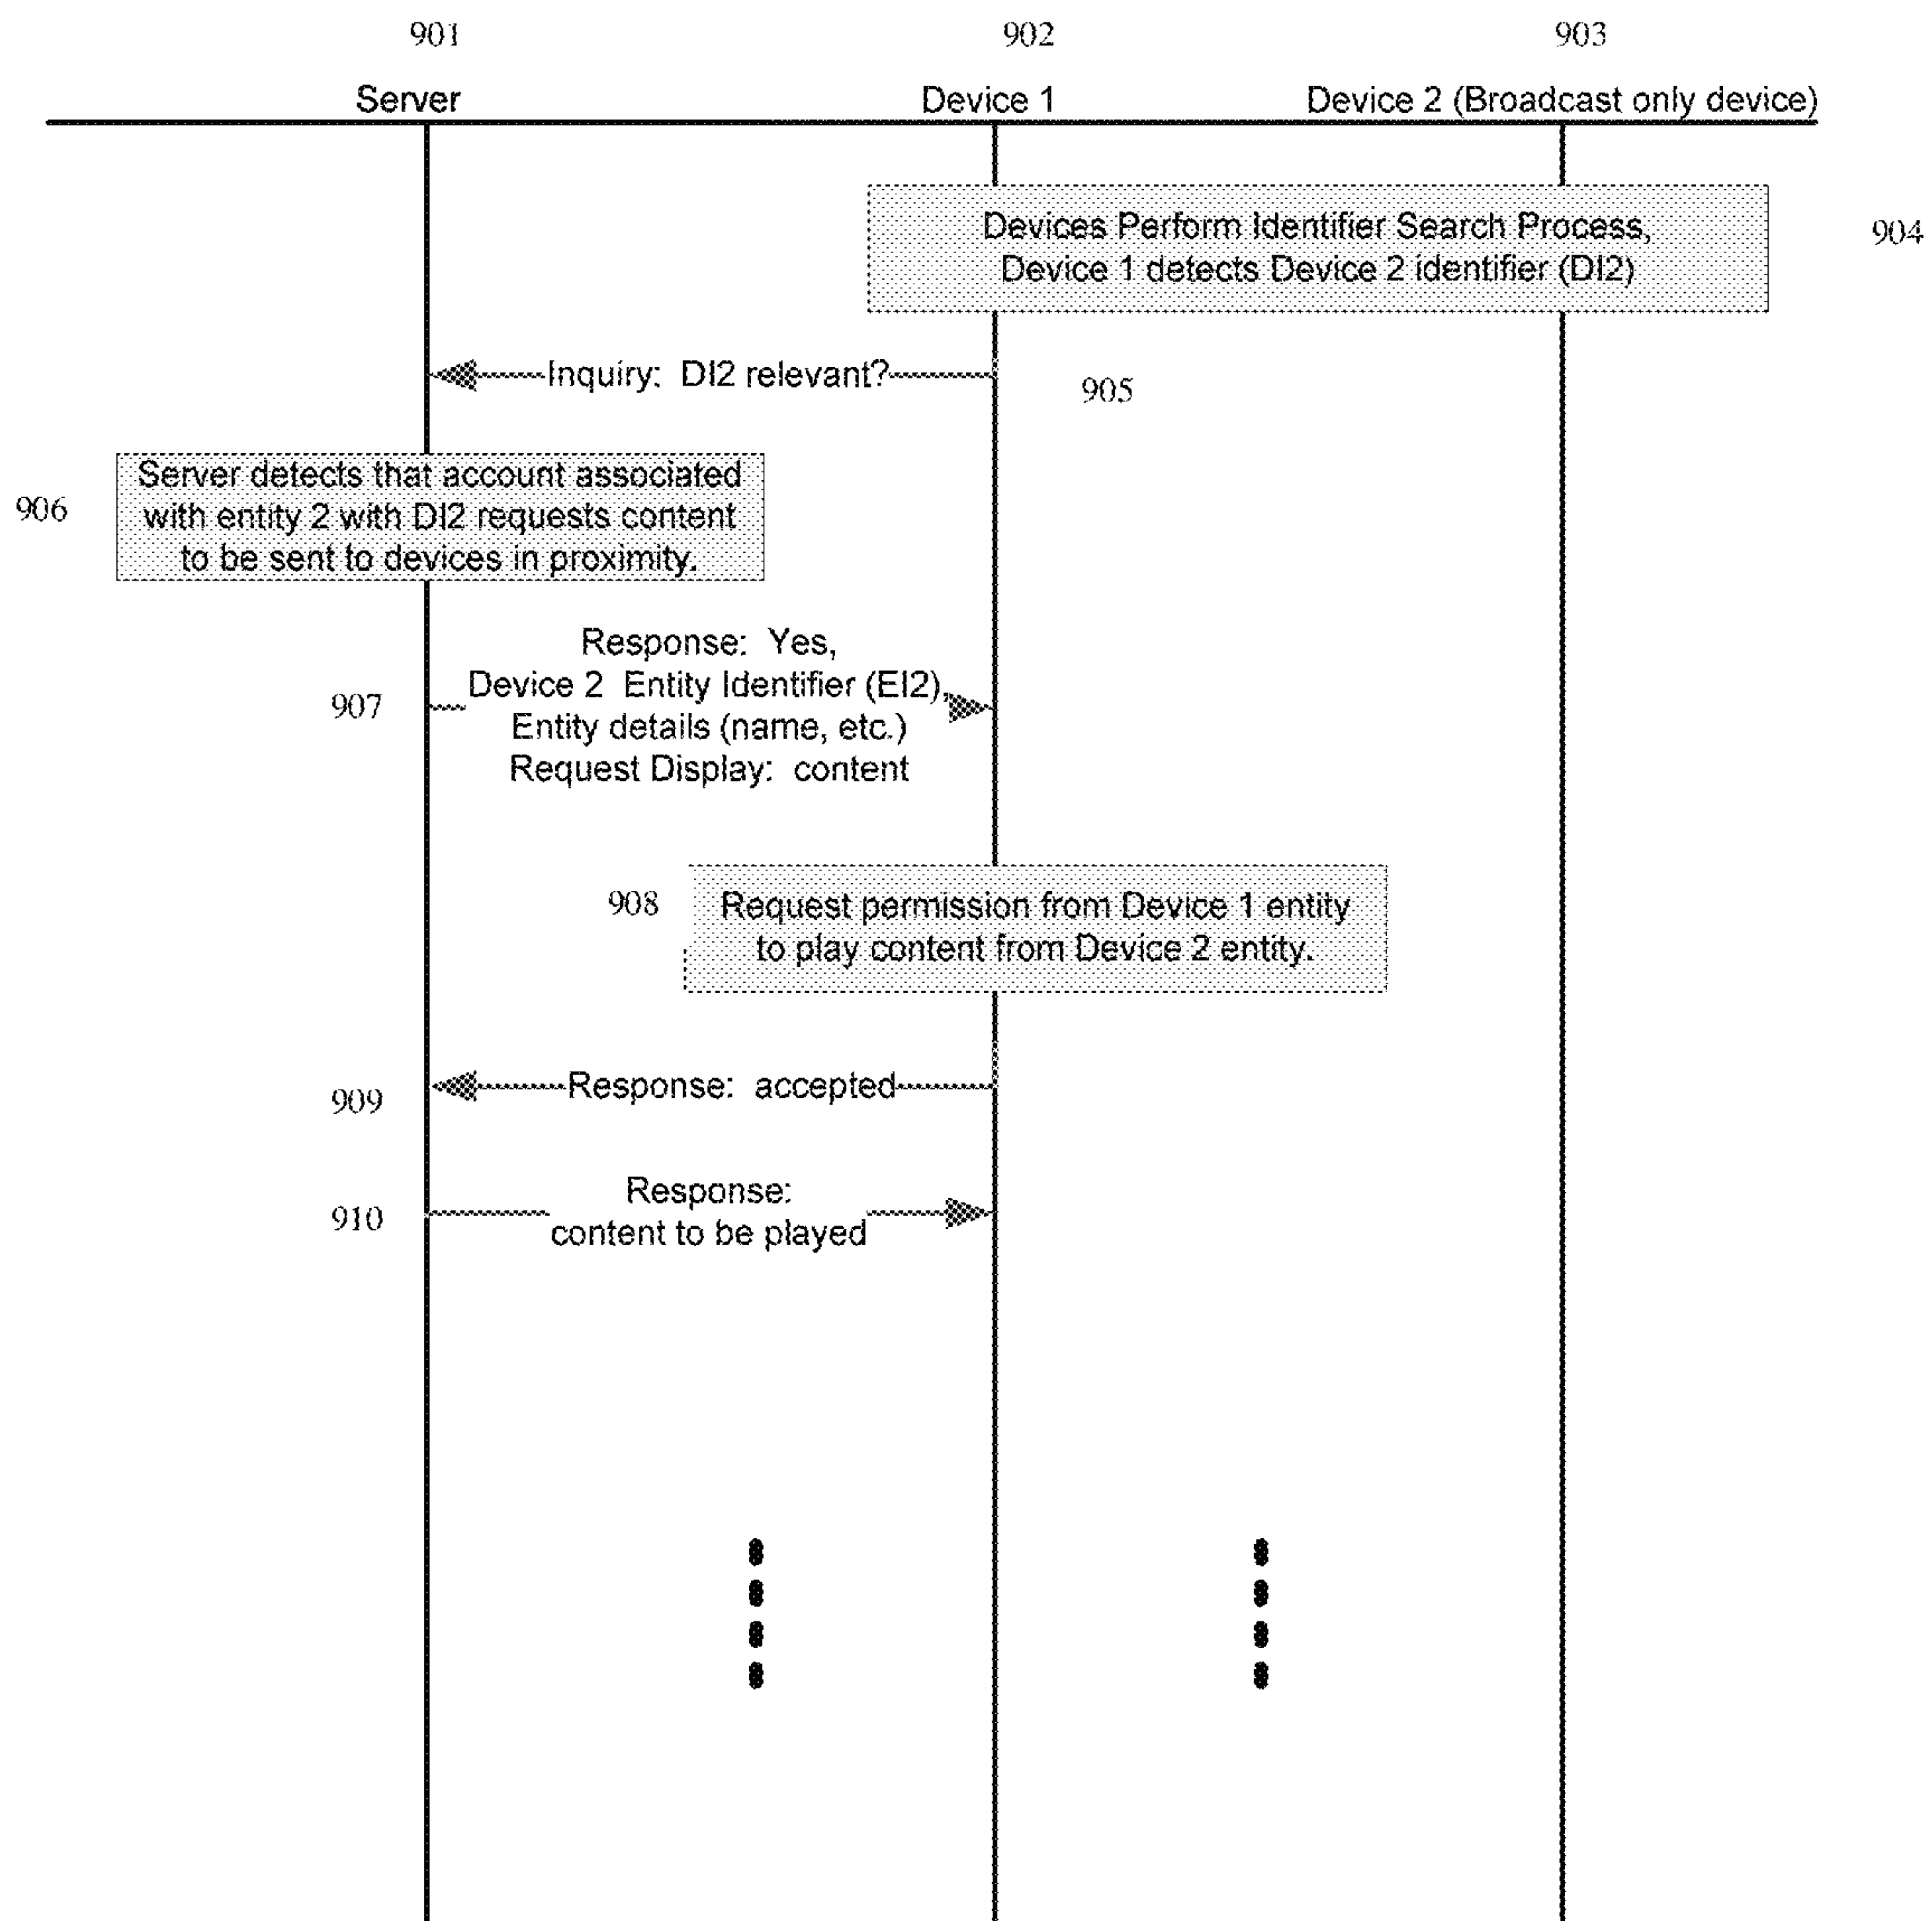 901
902
903
Server
Device 1
Device 2 (Broadcast only device)
Devices Perform Identifier Search Process,
Device 1 detects Device 2 identifier (DI2)
904
Inquiry: DI2 relevant?
905
906
Server detects that account associated
with entity 2 with DI2 requests content
to be sent to devices in proximity.
907
Response: Yes,
Device 2 Entity Identifier (EI2),
Entity details (name, etc.)
Request Display: content
908
Request permission from Device 1 entity
to play content from Device 2 entity.
909
Response: accepted
910
Response:
content to be played